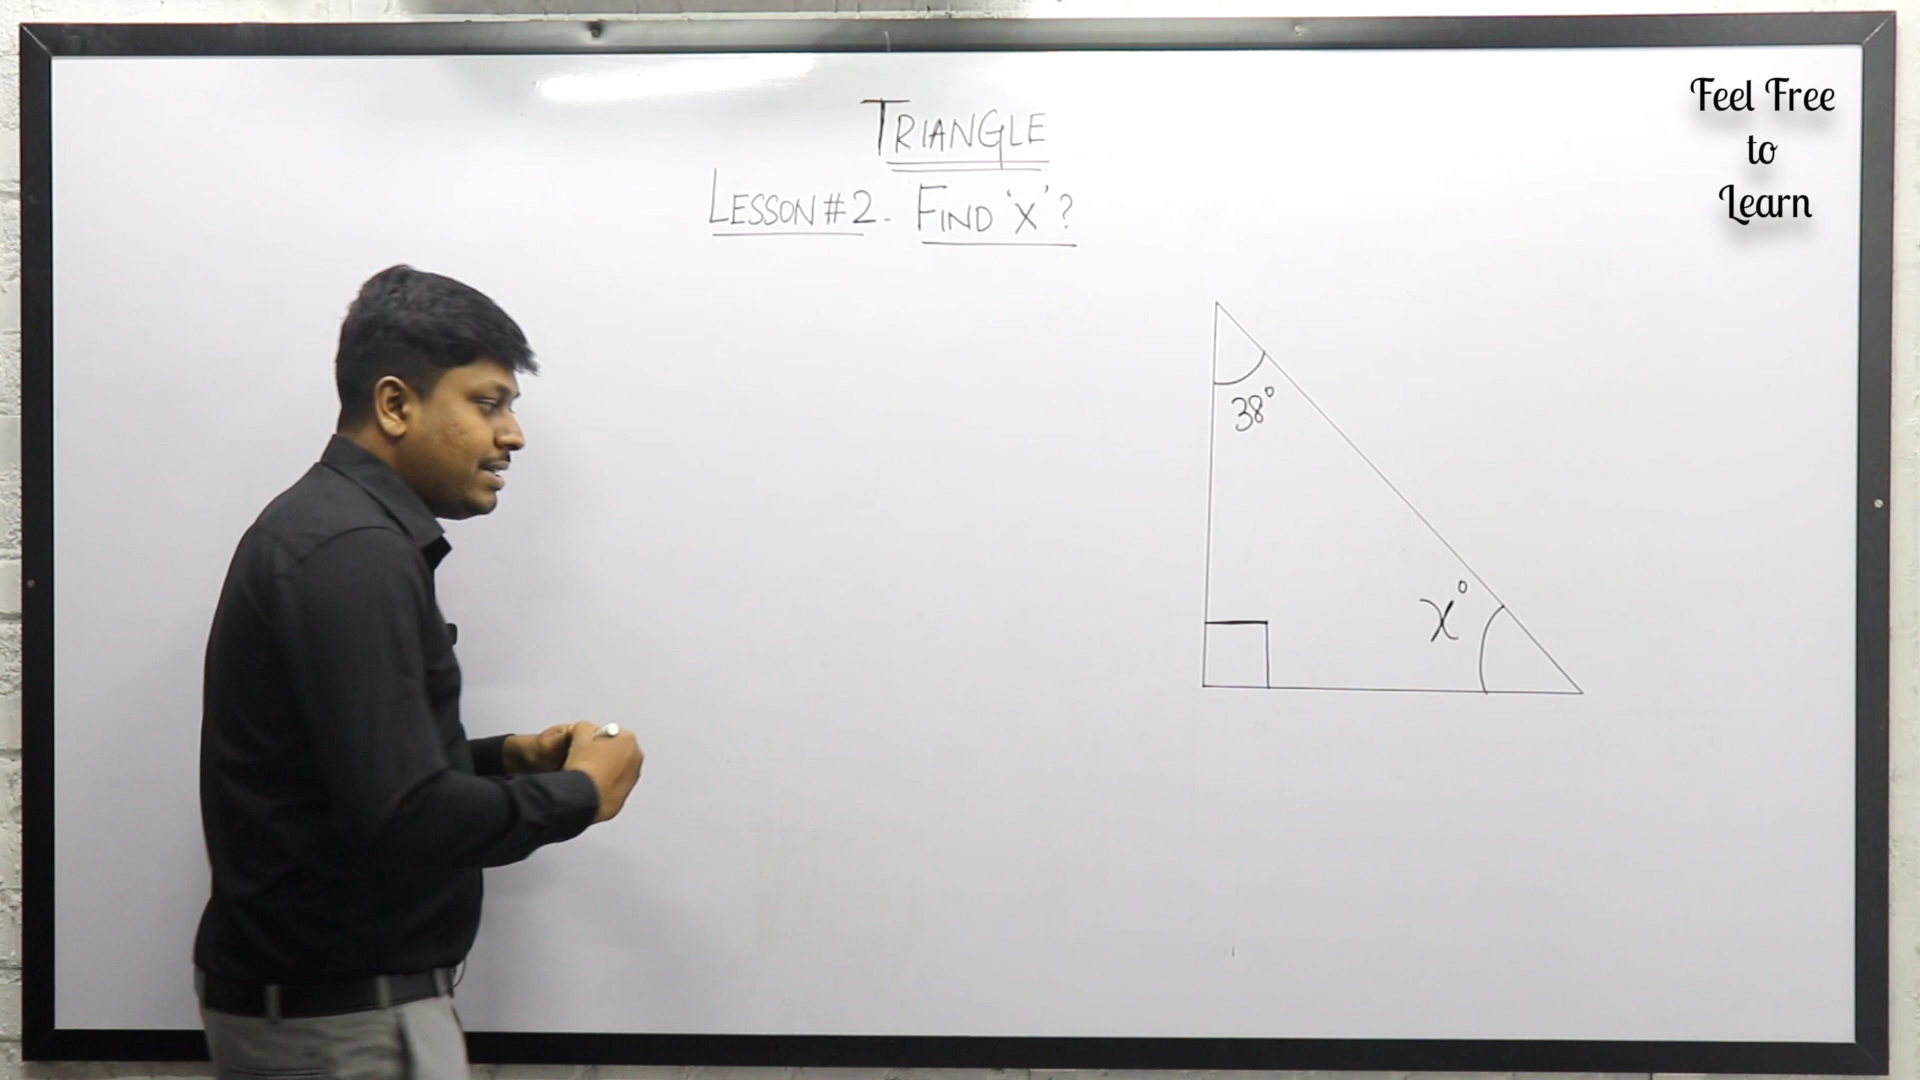 TRIANGLE
LESSON#2. FIND 'X'?
Feel Free
to
Learn
38°
x°